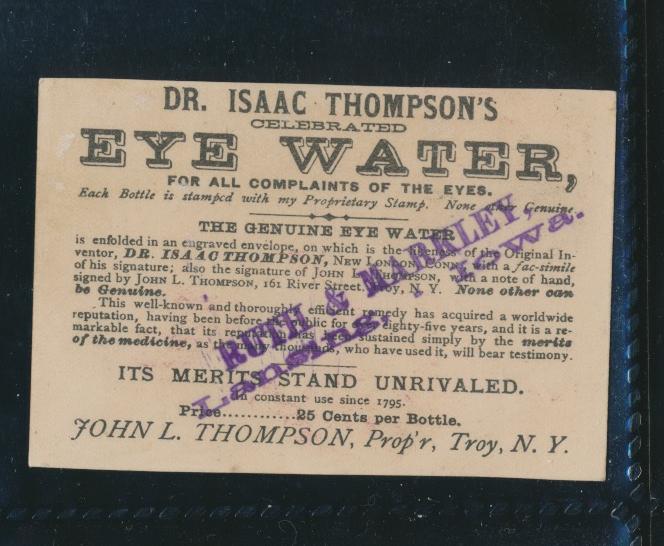 DR. ISAAC THOMPSON'S
CELEBRATED
EYE WATER,
FOR ALL COMPLAINTS OF THE EYES.
Each Bottle is stamped with my Proprietary Stamp. None other Genuine.
THE GENUINE EYE WATER
is enfolded in an engraved envelope, on which is the likeness of the Original In-
ventor, DR. ISAAC THOMPSON, NEW LONDON, CONN., with a fac-simile
of his signature; also the signature of JOHN L. THOMPSON, with a note of hand,
signed by JOHN L. THOMPSON, 161 River Street, Troy, N. Y. None other can
be Genuine.
This well-known and thoroughly efficient remedy has acquired a worldwide
reputation, having been before the public for over eighty-five years, and it is a re-
markable fact, that its reputation has been sustained simply by the merits
of the medicine, as the many thousands, who have used it, will bear testimony.
ITS MERITS STAND UNRIVALED.
In constant use since 1795.
Price............25 Cents per Bottle.
JOHN L. THOMPSON, Prop'r, Troy, N. Y.
RUTH & MARKLEY,
Lansing, Iowa.